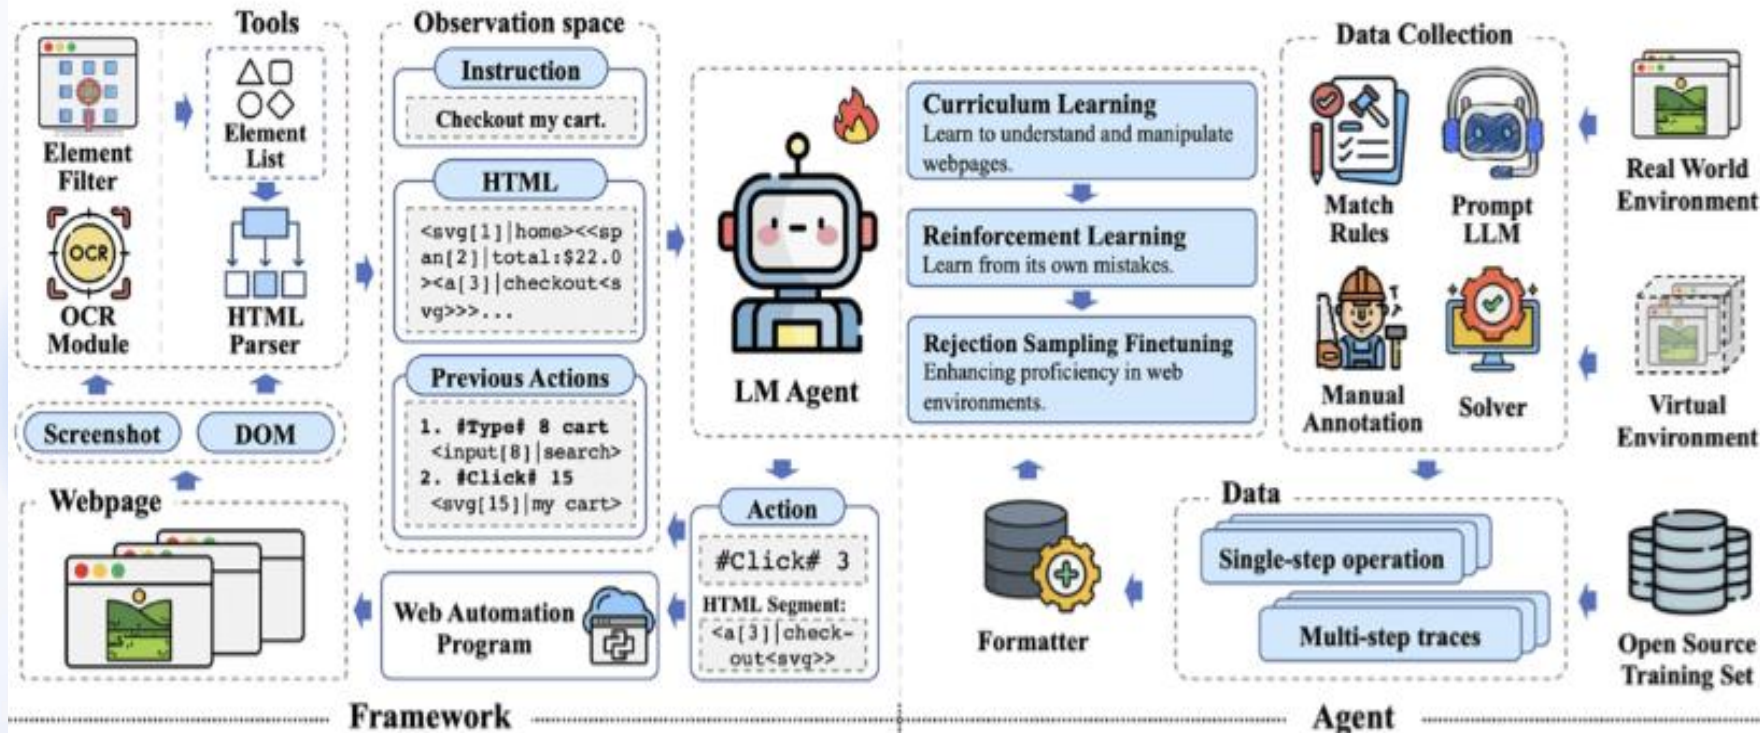 Tools
Element
Filter
Element
List
OCR
OCR
Module
HTML
Parser
Screenshot
DOM
Webpage
Observation space
Instruction
Checkout my cart.
HTML
<svg[1]|home><<sp
an[2]|total:$22.0
><a[3]|checkout<s
vg>>>...
Previous Actions
1. #Type# 8 cart
<input[8]|search>
2. #Click# 15
<svg[15]|my cart>
Web Automation
Program
LM Agent
Action
#Click# 3
HTML Segment:
<a[3]|check-
out<svg>>
Framework
Curriculum Learning
Learn to understand and manipulate
webpages.
Reinforcement Learning
Learn from its own mistakes.
Rejection Sampling Finetuning
Enhancing proficiency in web
environments.
Data Collection
Match
Rules
Prompt
LLM
Manual
Annotation
Solver
Real World
Environment
Virtual
Environment
Formatter
Data
Single-step operation
Multi-step traces
Open Source
Training Set
Agent